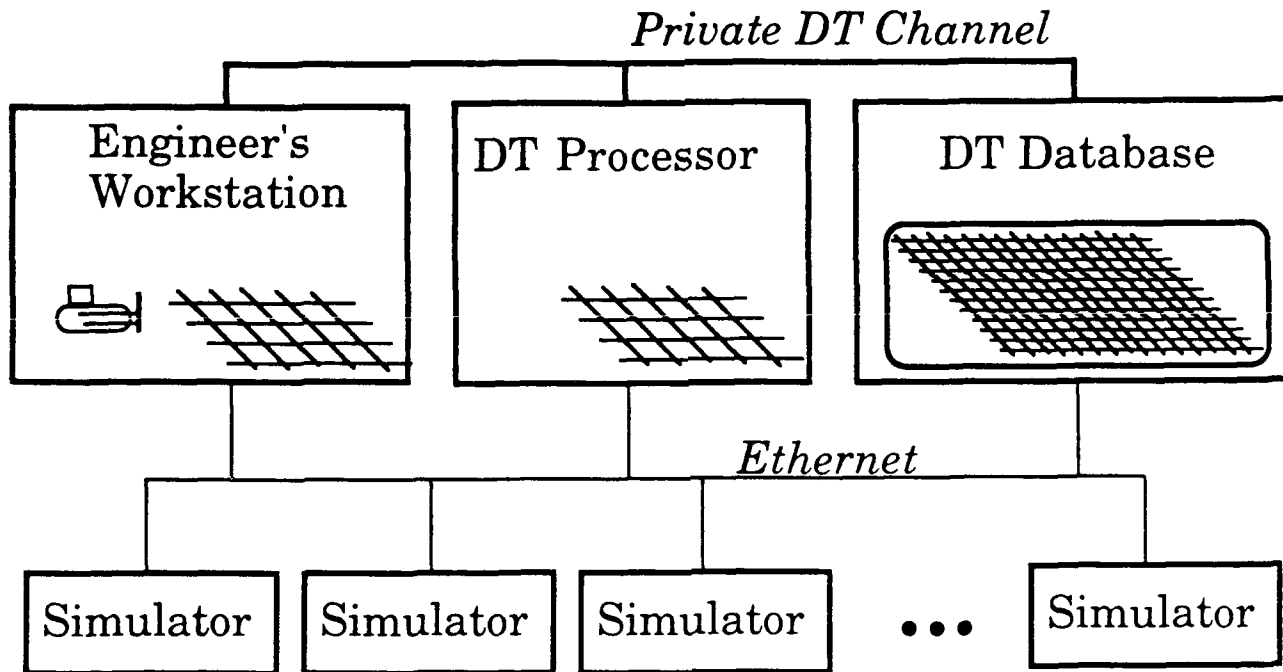 Private DT Channel
Engineer's
Workstation
DT Processor
DT Database
Ethernet
Simulator
Simulator
Simulator
•••
Simulator